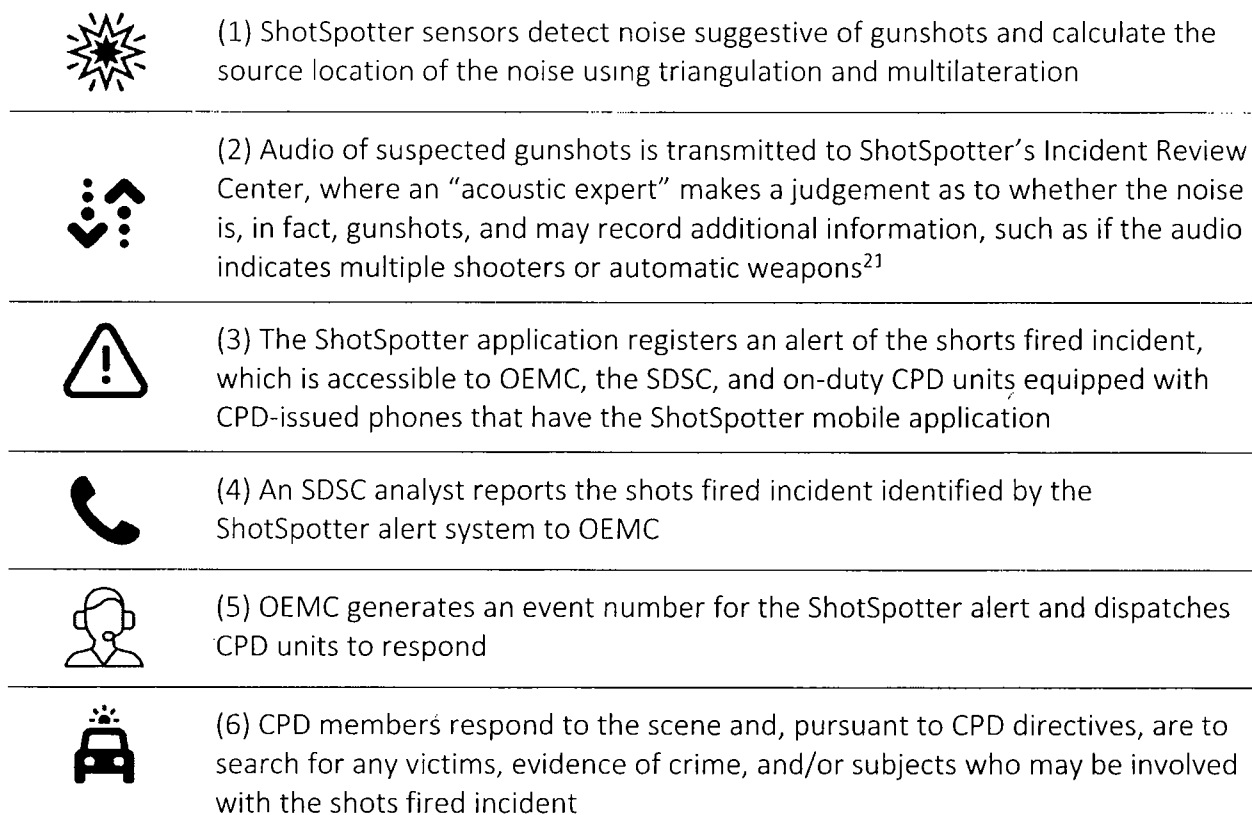 (1) ShotSpotter sensors detect noise suggestive of gunshots and calculate the
source location of the noise using triangulation and multilateration
(2) Audio of suspected gunshots is transmitted to ShotSpotter's Incident Review
Center, where an “acoustic expert” makes a judgement as to whether the noise
is, in fact, gunshots, and may record additional information, such as if the audio
indicates multiple shooters or automatic weapons²¹
(3) The ShotSpotter application registers an alert of the shorts fired incident,
which is accessible to OEMC, the SDSC, and on-duty CPD units equipped with
CPD-issued phones that have the ShotSpotter mobile application
(4) An SDSC analyst reports the shots fired incident identified by the
ShotSpotter alert system to OEMC
(5) OEMC generates an event number for the ShotSpotter alert and dispatches
CPD units to respond
(6) CPD members respond to the scene and, pursuant to CPD directives, are to
search for any victims, evidence of crime, and/or subjects who may be involved
with the shots fired incident